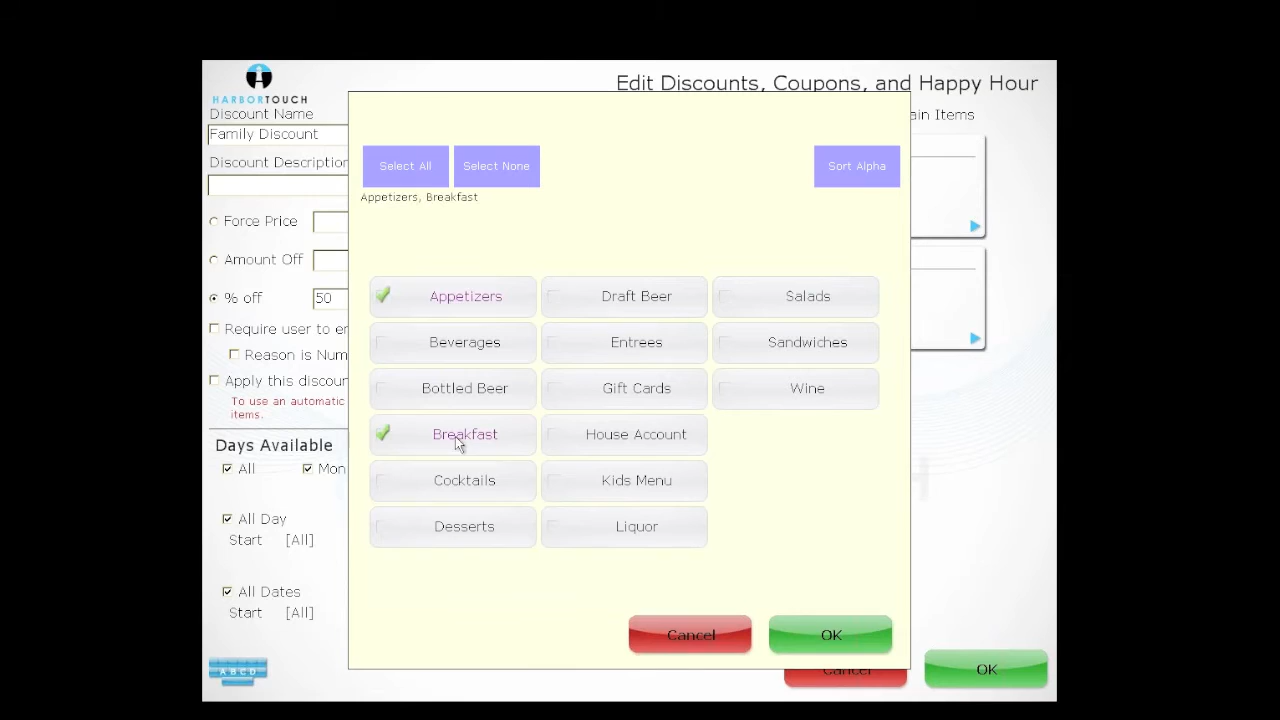 HARBORTOUCH
Edit Discounts, Coupons, and Happy Hour
Discount Name
ain Items
Family Discount
Discount Description
Select All
Select None
Sort Alpha
Appetizers, Breakfast
Force Price
Amount Off
% off
50
Require user to en
Reason is Num
Apply this discoun
To use an automatic
items.
Days Available
All
Mon
All Day
Start [All]
All Dates
Start [All]
Appetizers
Draft Beer
Salads
Beverages
Entrees
Sandwiches
Bottled Beer
Gift Cards
Wine
Breakfast
House Account
Cocktails
Kids Menu
Desserts
Liquor
Cancel
OK
ABCD
Cancel
OK